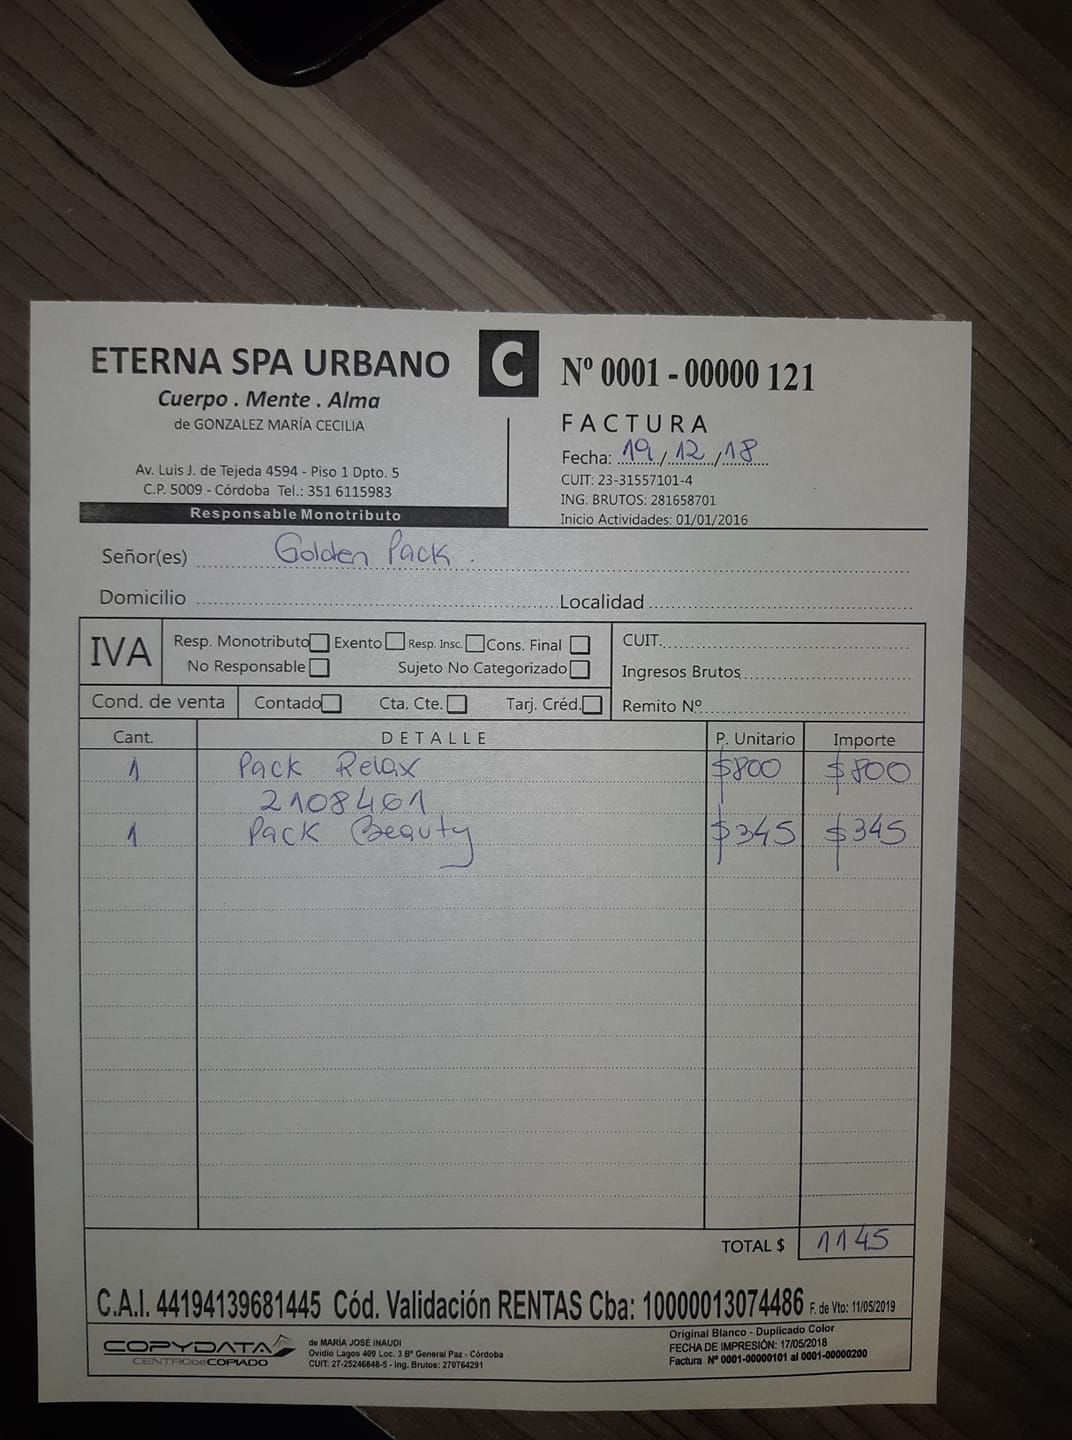 ETERNA SPA URBANO
Cuerpo . Mente . Alma
de GONZALEZ MARÍA CECILIA
Av. Luis J. de Tejeda 4594 - Piso 1 Dpto. 5
C.P. 5009 - Córdoba Tel.: 351 6115983
Responsable Monotributo
C
Nº 0001 - 00000 121
FACTURA
Fecha: 19/12/18
CUIT: 23-31557101-4
ING. BRUTOS: 281658701
Inicio Actividades: 01/01/2016
Señor(es) Golden Pack.
Domicilio Localidad
IVA Resp. Monotributo Exento Resp. Insc. Cons. Final
No Responsable Sujeto No Categorizado
CUIT.
Ingresos Brutos
Cond. de venta Contado Cta. Cte. Tarj. Créd. Remito Nº
Cant. DETALLE P. Unitario Importe
1 Pack Relax $800 $800
2108461
1 Pack Beauty $345 $345
TOTAL $ 1145
C.A.I. 44194139681445 Cód. Validación RENTAS Cba: 10000013074486 F. de Vto: 11/05/2019
COPYDATA
CENTRO DE COPIADO
de MARÍA JOSÉ INAUDI
Ovidio Lagos 409 Loc. 3 Bº General Paz - Córdoba
CUIT: 27-25246848-5 - Ing. Brutos: 270764291
Original Blanco - Duplicado Color
FECHA DE IMPRESIÓN: 17/05/2018
Factura Nº 0001-00000101 al 0001-00000200